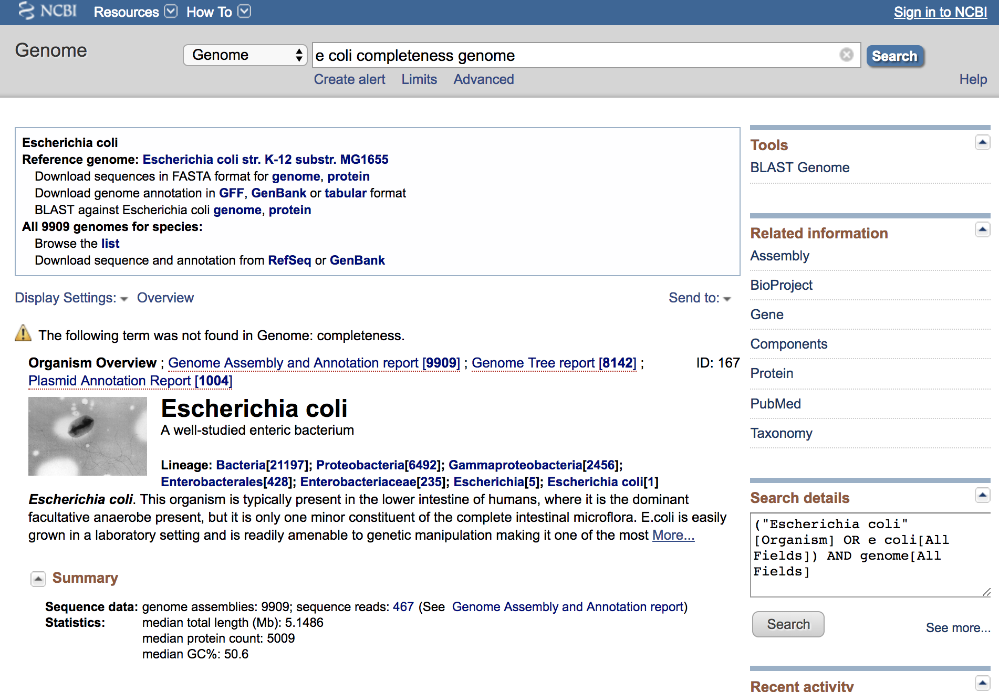 NCBI Resources How To Sign in to NCBI
Genome Genome e coli completeness genome Search
Create alert Limits Advanced Help
Escherichia coli
Reference genome: Escherichia coli str. K-12 substr. MG1655
Download sequences in FASTA format for genome, protein
Download genome annotation in GFF, GenBank or tabular format
BLAST against Escherichia coli genome, protein
All 9909 genomes for species:
Browse the list
Download sequence and annotation from RefSeq or GenBank
Display Settings: Overview Send to:
The following term was not found in Genome: completeness.
Organism Overview ; Genome Assembly and Annotation report [9909] ; Genome Tree report [8142] ; ID: 167
Plasmid Annotation Report [1004]
Escherichia coli
A well-studied enteric bacterium
Lineage: Bacteria[21197]; Proteobacteria[6492]; Gammaproteobacteria[2456];
Enterobacterales[428]; Enterobacteriaceae[235]; Escherichia[5]; Escherichia coli[1]
Escherichia coli. This organism is typically present in the lower intestine of humans, where it is the dominant
facultative anaerobe present, but it is only one minor constituent of the complete intestinal microflora. E.coli is easily
grown in a laboratory setting and is readily amenable to genetic manipulation making it one of the most More...
Summary
Sequence data: genome assemblies: 9909; sequence reads: 467 (See Genome Assembly and Annotation report)
Statistics: median total length (Mb): 5.1486
median protein count: 5009
median GC%: 50.6
Tools
BLAST Genome
Related information
Assembly
BioProject
Gene
Components
Protein
PubMed
Taxonomy
Search details
("Escherichia coli"
[Organism] OR e coli[All
Fields]) AND genome[All
Fields]
Search See more...
Recent activity